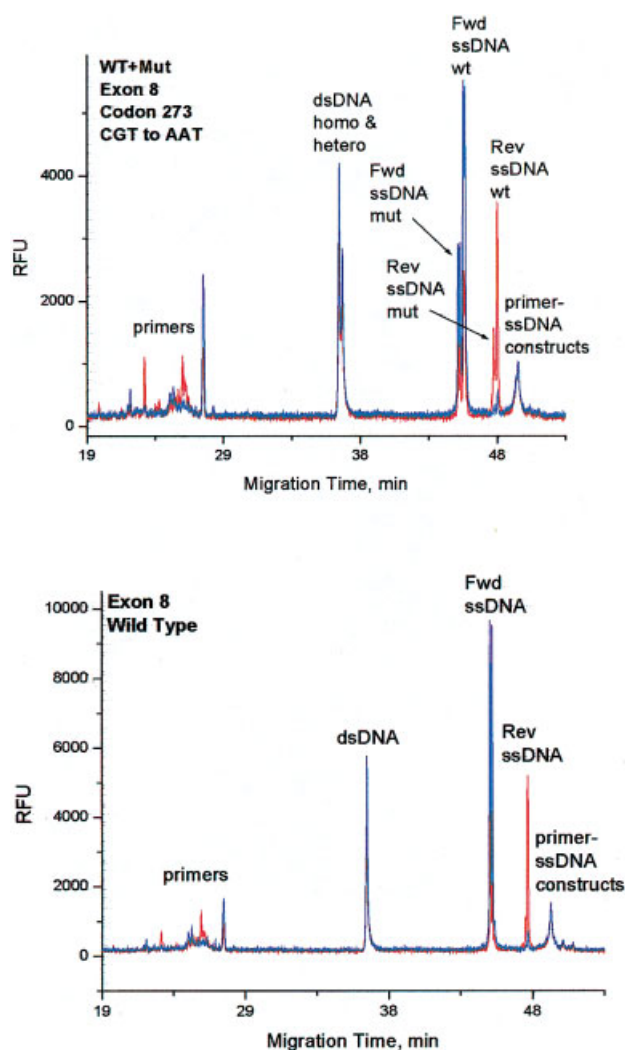 WT+Mut
Exon 8
Codon 273
CGT to AAT
dsDNA
homo &
hetero
Fwd
ssDNA
wt
Fwd
ssDNA
mut
Rev
ssDNA
wt
Rev
ssDNA
mut
primer-
ssDNA
constructs
primers
RFU
4000
2000
0
19
29
38
48
Migration Time, min
Exon 8
Wild Type
Fwd
ssDNA
dsDNA
Rev
ssDNA
primers
primer-
ssDNA
constructs
RFU
10000
8000
6000
4000
2000
0
19
29
38
48
Migration Time, min